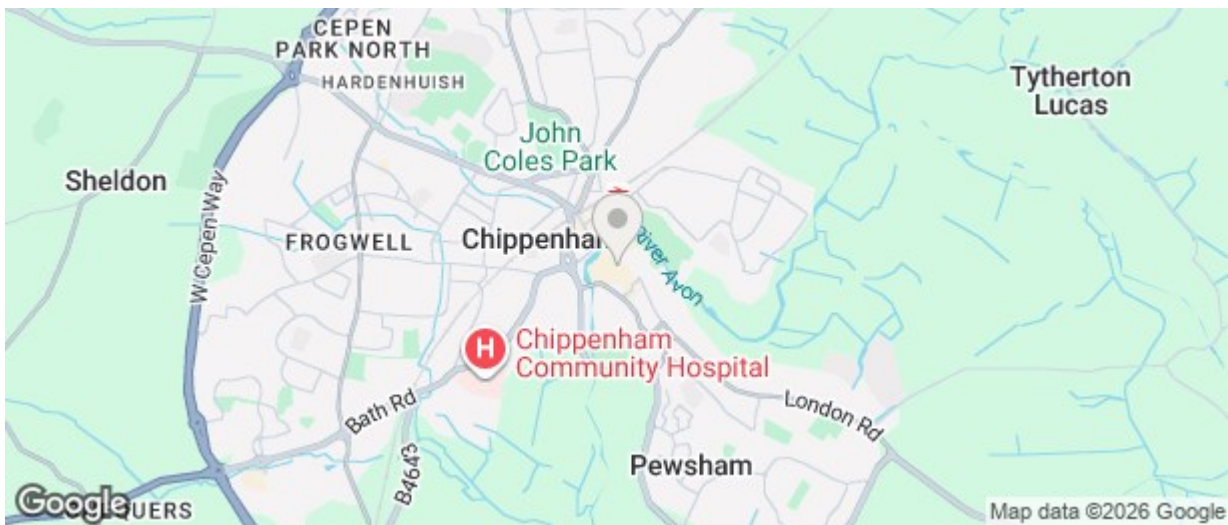 CEPEN
PARK NORTH
HARDENHUISH
Tytherton
Lucas
John
Coles Park
Sheldon
W Cepen Way
FROGWELL
Chippenham
River Avon
H
Chippenham
Community Hospital
Bath Rd
London Rd
B4643
Pewsham
Google
Map data ©2026 Google